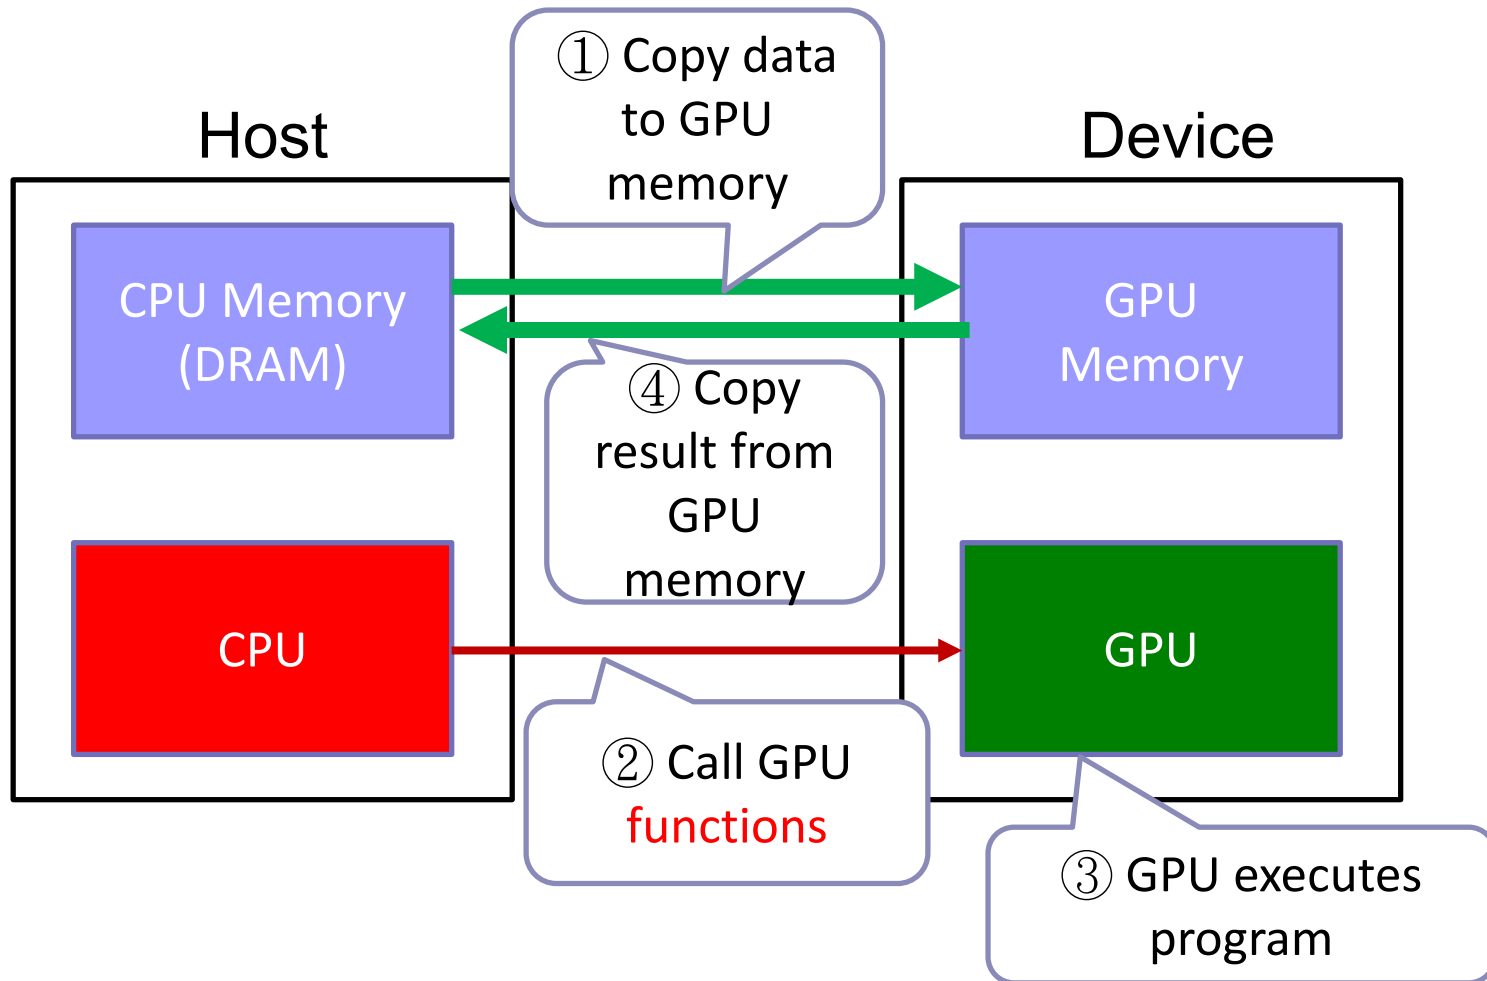 ① Copy data
to GPU
memory
Host
Device
CPU Memory
(DRAM)
GPU
Memory
④ Copy
result from
GPU
memory
CPU
GPU
② Call GPU
functions
③ GPU executes
program